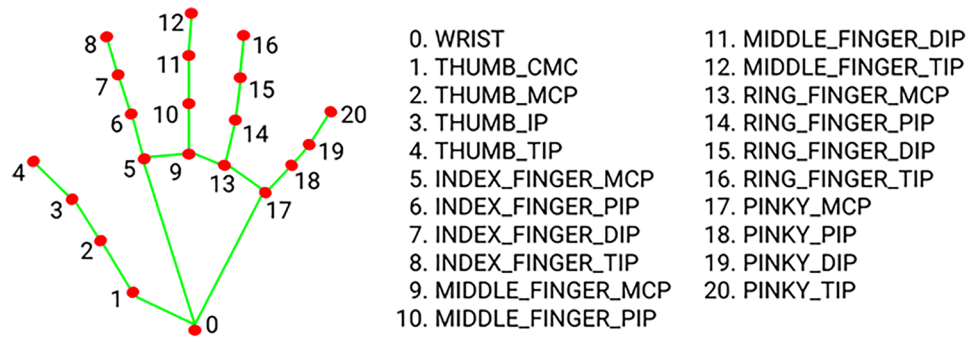 12
8
16
11
7
15
10
6
14
20
19
4
5
9
13
18
3
17
2
1
0
0. WRIST
1. THUMB_CMC
2. THUMB_MCP
3. THUMB_IP
4. THUMB_TIP
5. INDEX_FINGER_MCP
6. INDEX_FINGER_PIP
7. INDEX_FINGER_DIP
8. INDEX_FINGER_TIP
9. MIDDLE_FINGER_MCP
10. MIDDLE_FINGER_PIP
11. MIDDLE_FINGER_DIP
12. MIDDLE_FINGER_TIP
13. RING_FINGER_MCP
14. RING_FINGER_PIP
15. RING_FINGER_DIP
16. RING_FINGER_TIP
17. PINKY_MCP
18. PINKY_PIP
19. PINKY_DIP
20. PINKY_TIP